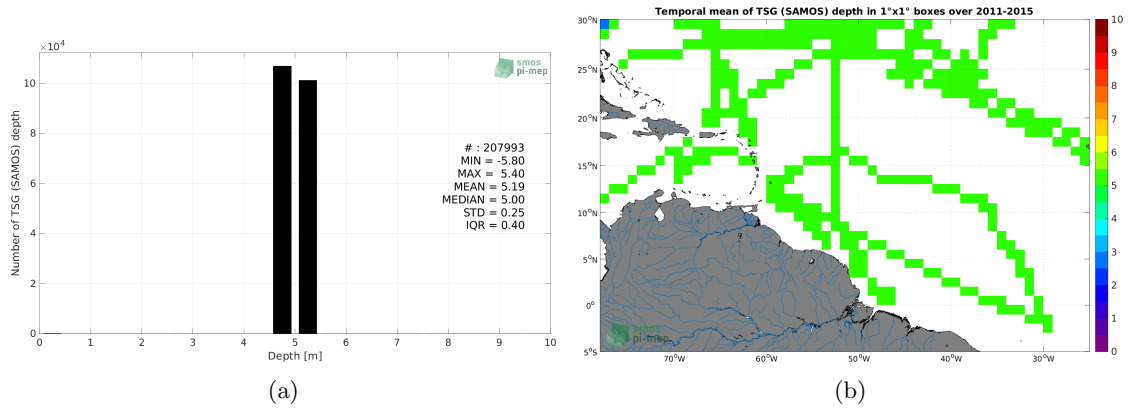 ×10^4
10
8
6
4
2
0
Number of TSG (SAMOS) depth
smos
pi-mep
# : 207993
MIN = -5.80
MAX = 5.40
MEAN = 5.19
MEDIAN = 5.00
STD = 0.25
IQR = 0.40
0 1 2 3 4 5 6 7 8 9 10
Depth [m]
(a)
Temporal mean of TSG (SAMOS) depth in 1°x1° boxes over 2011-2015
30°N
25°N
20°N
15°N
10°N
5°N
0°
5°S
smos
pi-mep
70°W 60°W 50°W 40°W 30°W
10
9
8
7
6
5
4
3
2
1
0
(b)